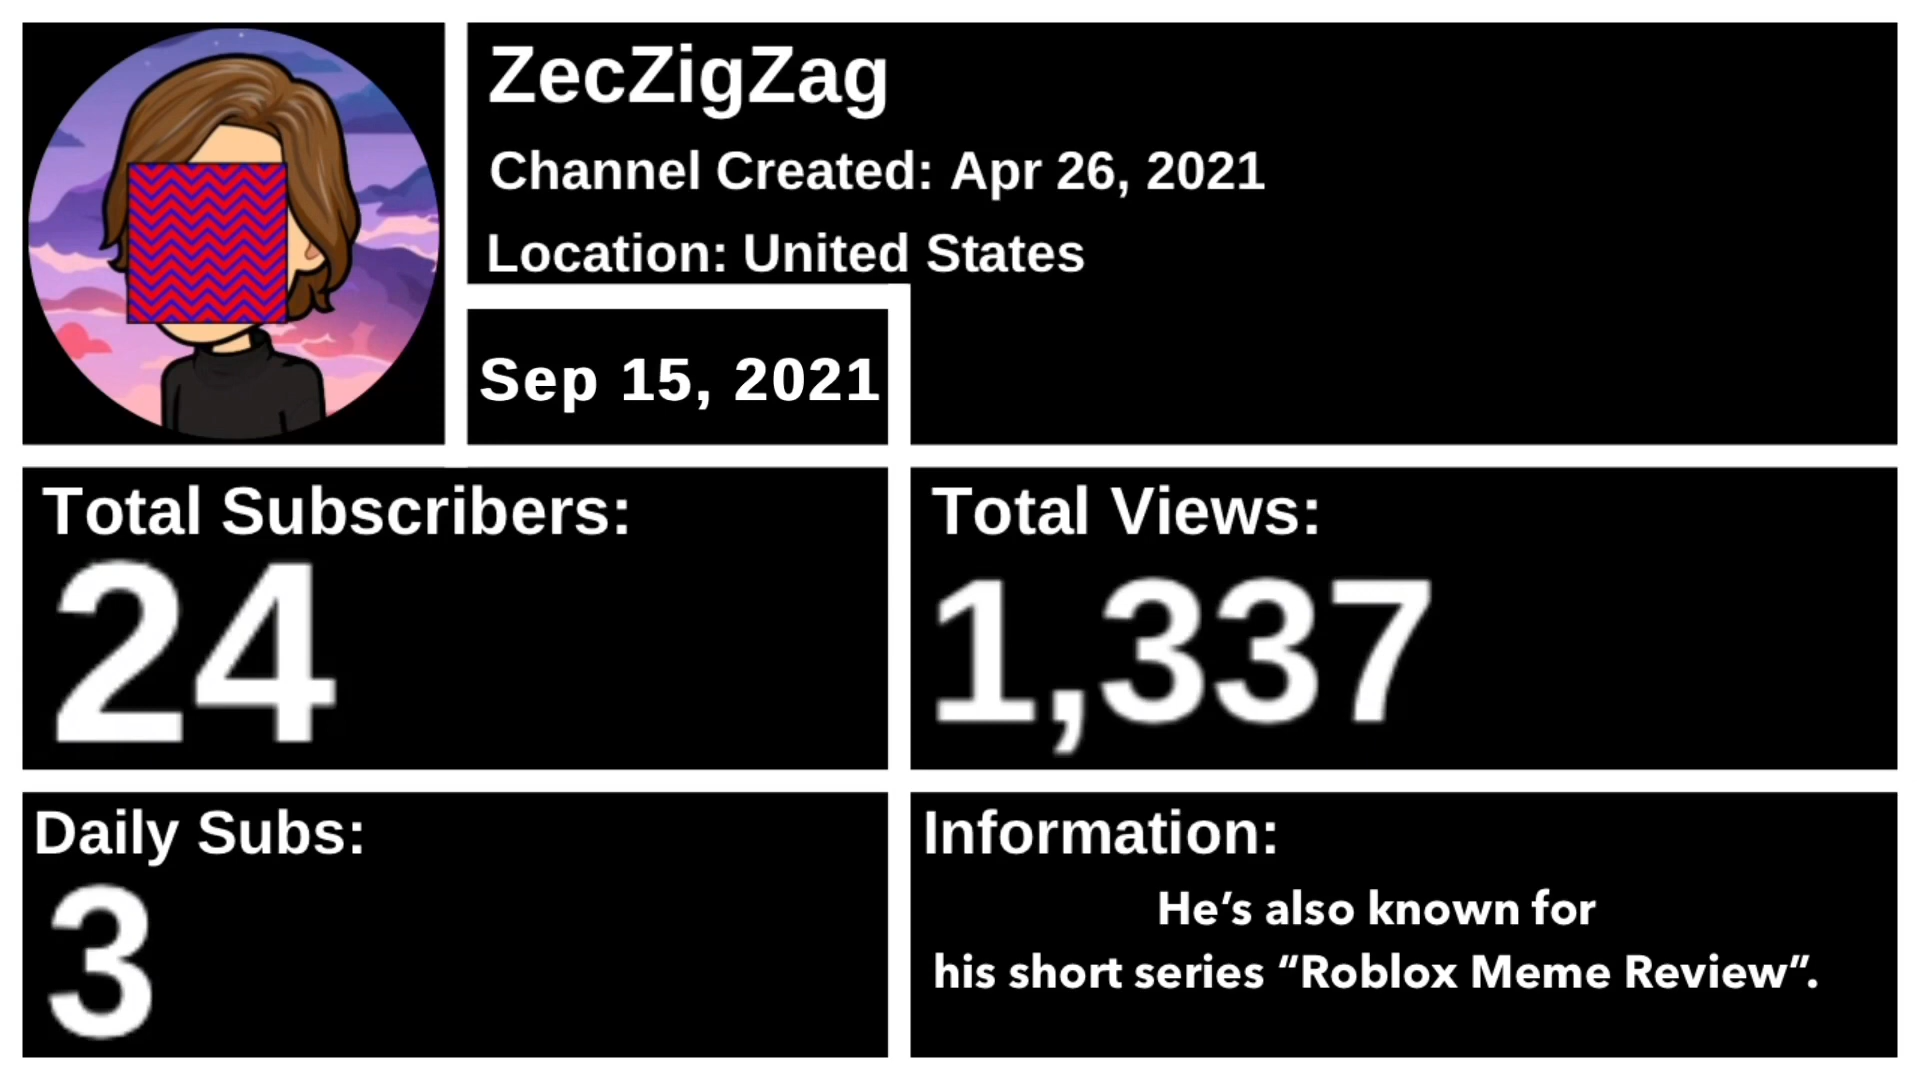 ZecZigZag
Channel Created: Apr 26, 2021
Location: United States
Sep 15, 2021
Total Subscribers:
24
Total Views:
1,337
Daily Subs:
3
Information:
He’s also known for
his short series “Roblox Meme Review”.